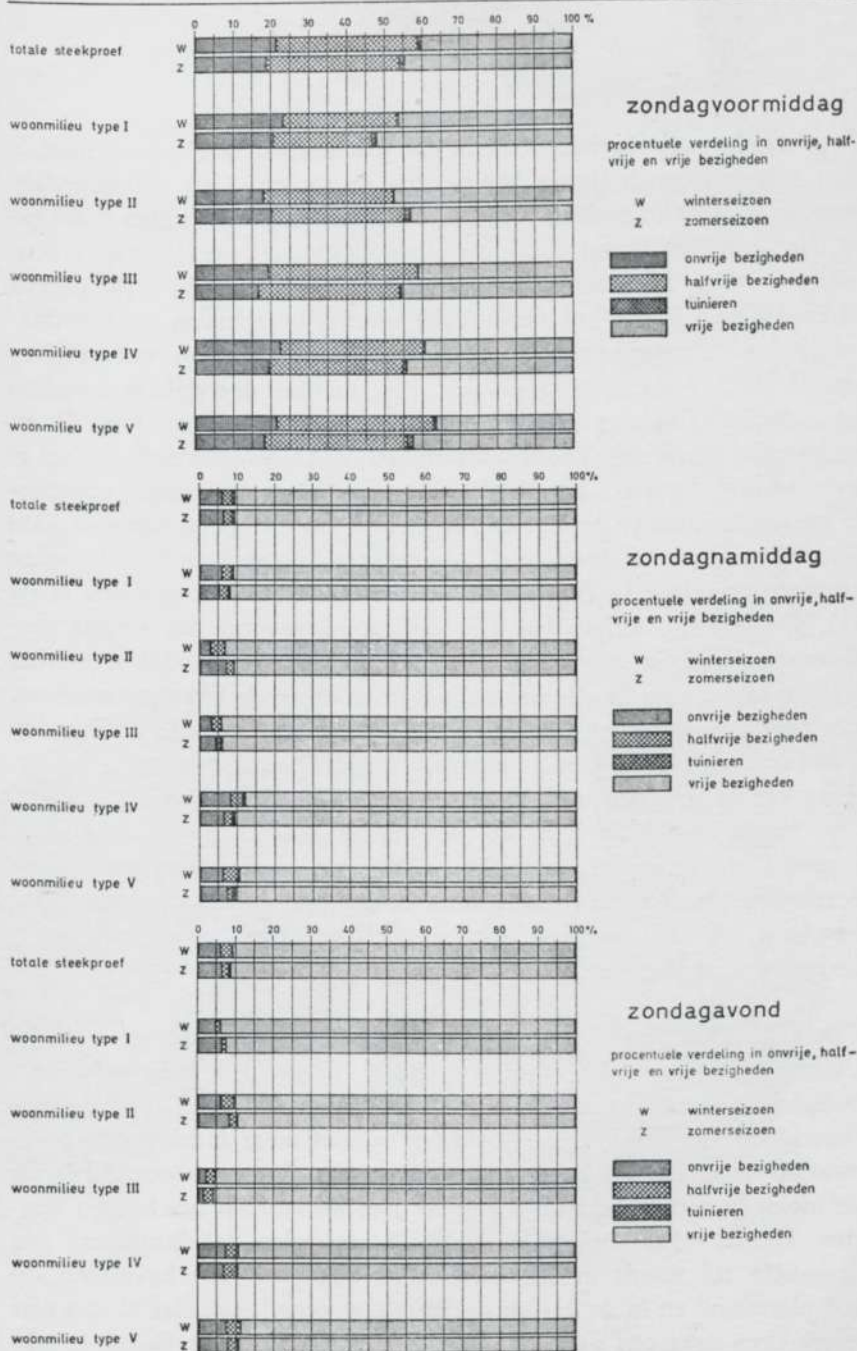 0 10 20 30 40 50 60 70 80 90 100 %
totale steekproef W
Z
woonmilieu type I W
Z
woonmilieu type II W
Z
woonmilieu type III W
Z
woonmilieu type IV W
Z
woonmilieu type V W
Z
zondagvoormiddag
procentuele verdeling in onvrije, half-
vrije en vrije bezigheden
W winterseizoen
Z zomerseizoen
onvrije bezigheden
halfvrije bezigheden
tuinieren
vrije bezigheden
0 10 20 30 40 50 60 70 80 90 100%
totale steekproef W
Z
woonmilieu type I W
Z
woonmilieu type II W
Z
woonmilieu type III W
Z
woonmilieu type IV W
Z
woonmilieu type V W
Z
zondagnamiddag
procentuele verdeling in onvrije, half-
vrije en vrije bezigheden
W winterseizoen
Z zomerseizoen
onvrije bezigheden
halfvrije bezigheden
tuinieren
vrije bezigheden
0 10 20 30 40 50 60 70 80 90 100%
totale steekproef W
Z
woonmilieu type I W
Z
woonmilieu type II W
Z
woonmilieu type III W
Z
woonmilieu type IV W
Z
woonmilieu type V W
Z
zondagavond
procentuele verdeling in onvrije, half-
vrije en vrije bezigheden
W winterseizoen
Z zomerseizoen
onvrije bezigheden
halfvrije bezigheden
tuinieren
vrije bezigheden